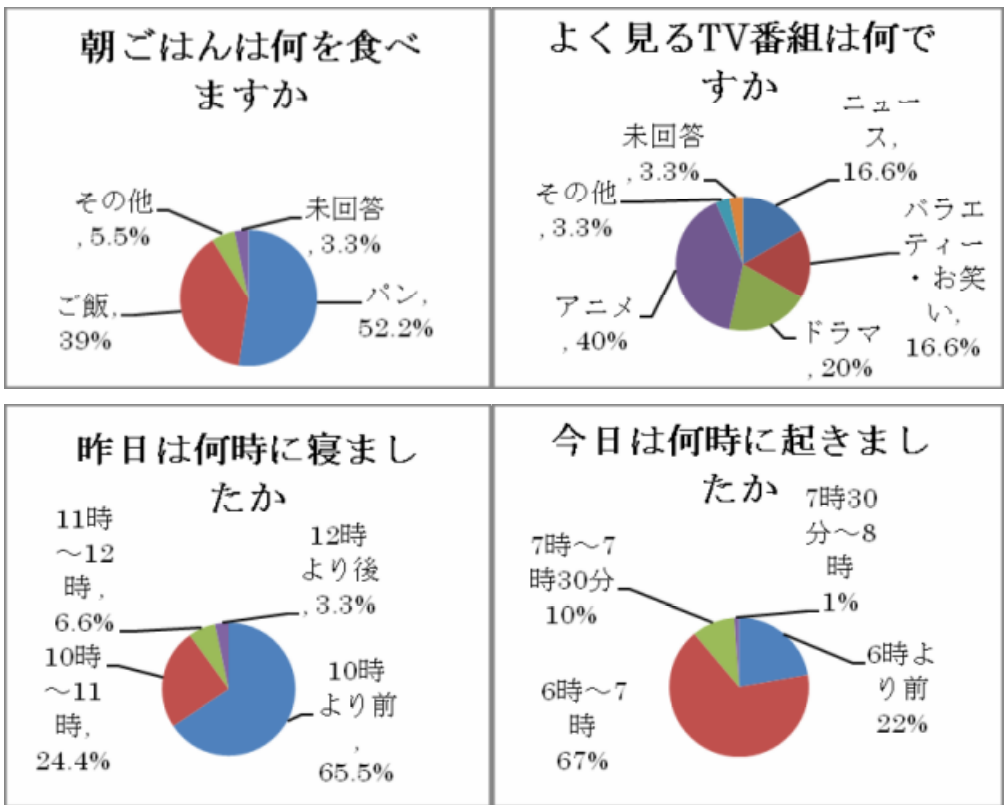 朝ごはんは何を食べ
ますか
その他
, 5.5%
未回答
, 3.3%
ご飯,
39%
パン,
52.2%
よく見るTV番組は何で
すか
ニュー
ス,
16.6%
未回答
, 3.3%
その他
, 3.3%
バラエ
ティー
・お笑
い,
16.6%
アニメ
, 40%
ドラマ
, 20%
昨日は何時に寝まし
たか
11時
～12
時,
6.6%
12時
より後
, 3.3%
10時
～11
時,
24.4%
10時
より前
,
65.5%
今日は何時に起きまし
たか
7時30
分～8
時
1%
7時～7
時30分
10%
6時よ
り前
22%
6時～7
時
67%